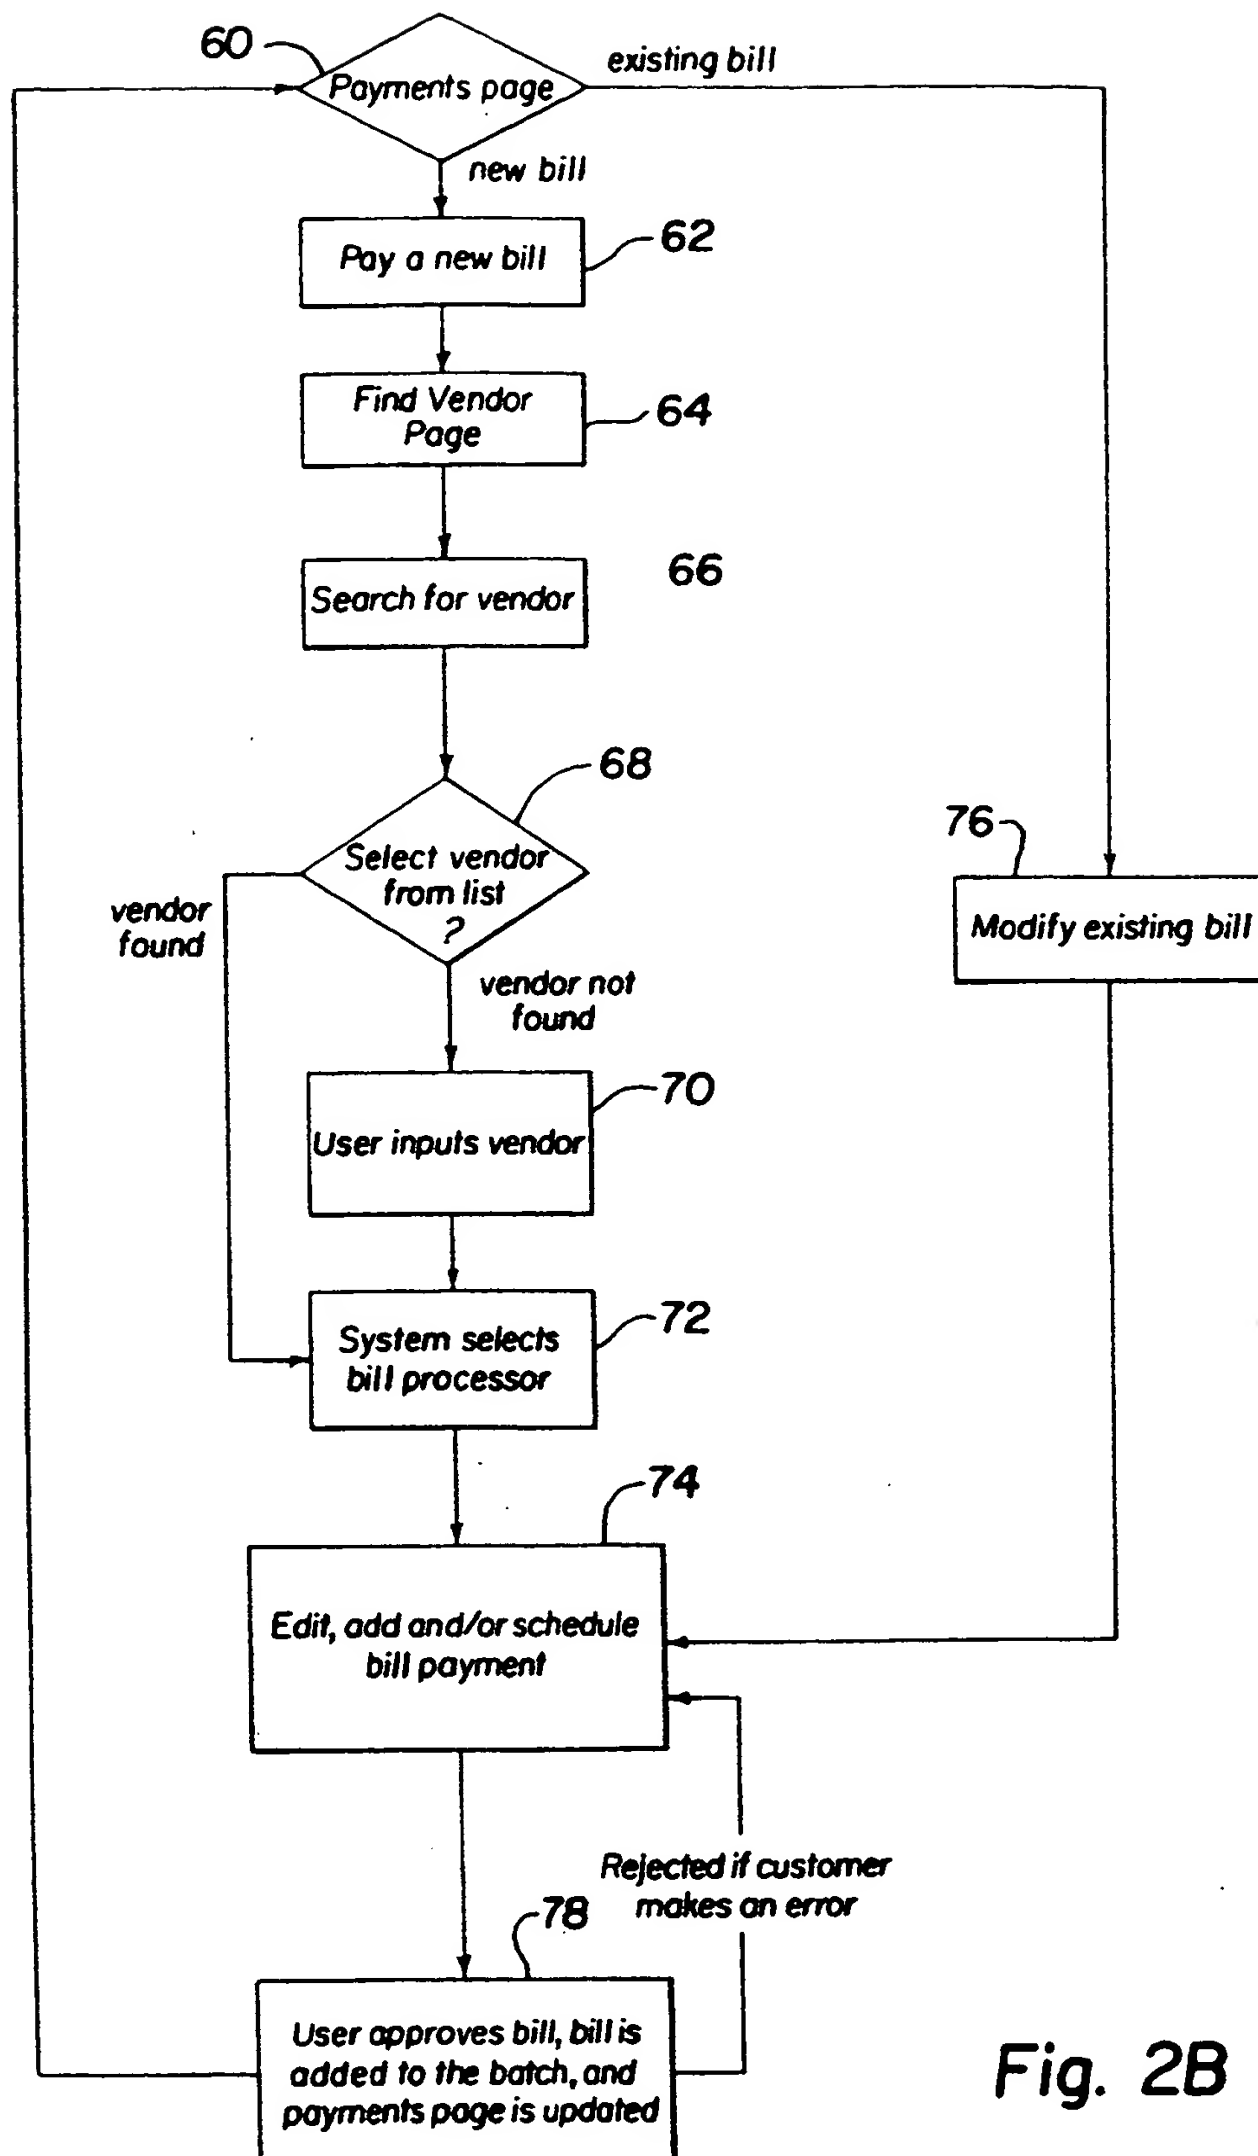 60
Payments page
existing bill
new bill
Pay a new bill
62
Find Vendor
Page
64
Search for vendor
66
68
Select vendor
from list
?
vendor
found
vendor not
found
76
Modify existing bill
70
User inputs vendor
72
System selects
bill processor
74
Edit, add and/or schedule
bill payment
Rejected if customer
makes an error
78
User approves bill, bill is
added to the batch, and
payments page is updated
Fig. 2B